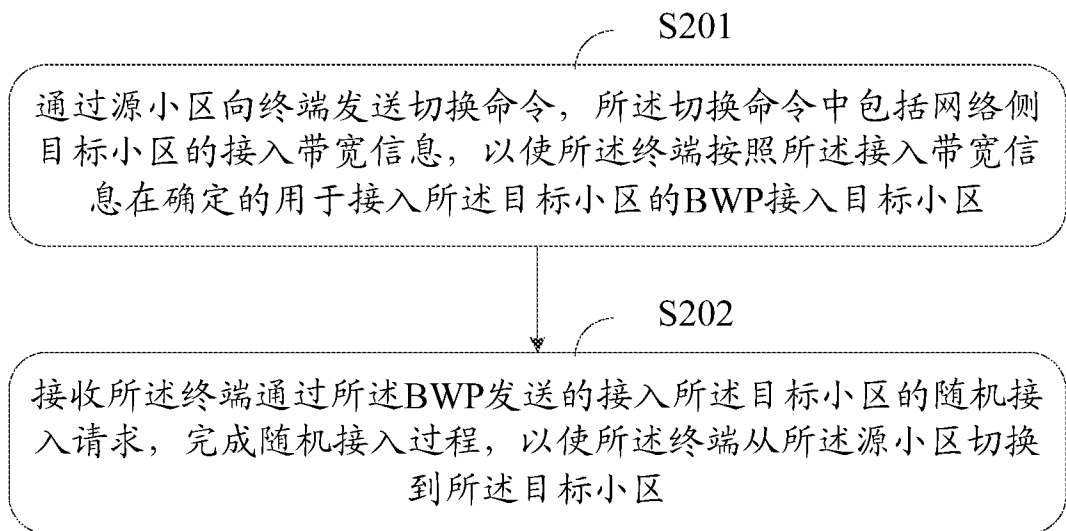 S201
通过源小区向终端发送切换命令，所述切换命令中包括网络侧
目标小区的接入带宽信息，以使所述终端按照所述接入带宽信
息在确定的用于接入所述目标小区的BWP接入目标小区
S202
接收所述终端通过所述BWP发送的接入所述目标小区的随机接
入请求，完成随机接入过程，以使所述终端从所述源小区切换
到所述目标小区